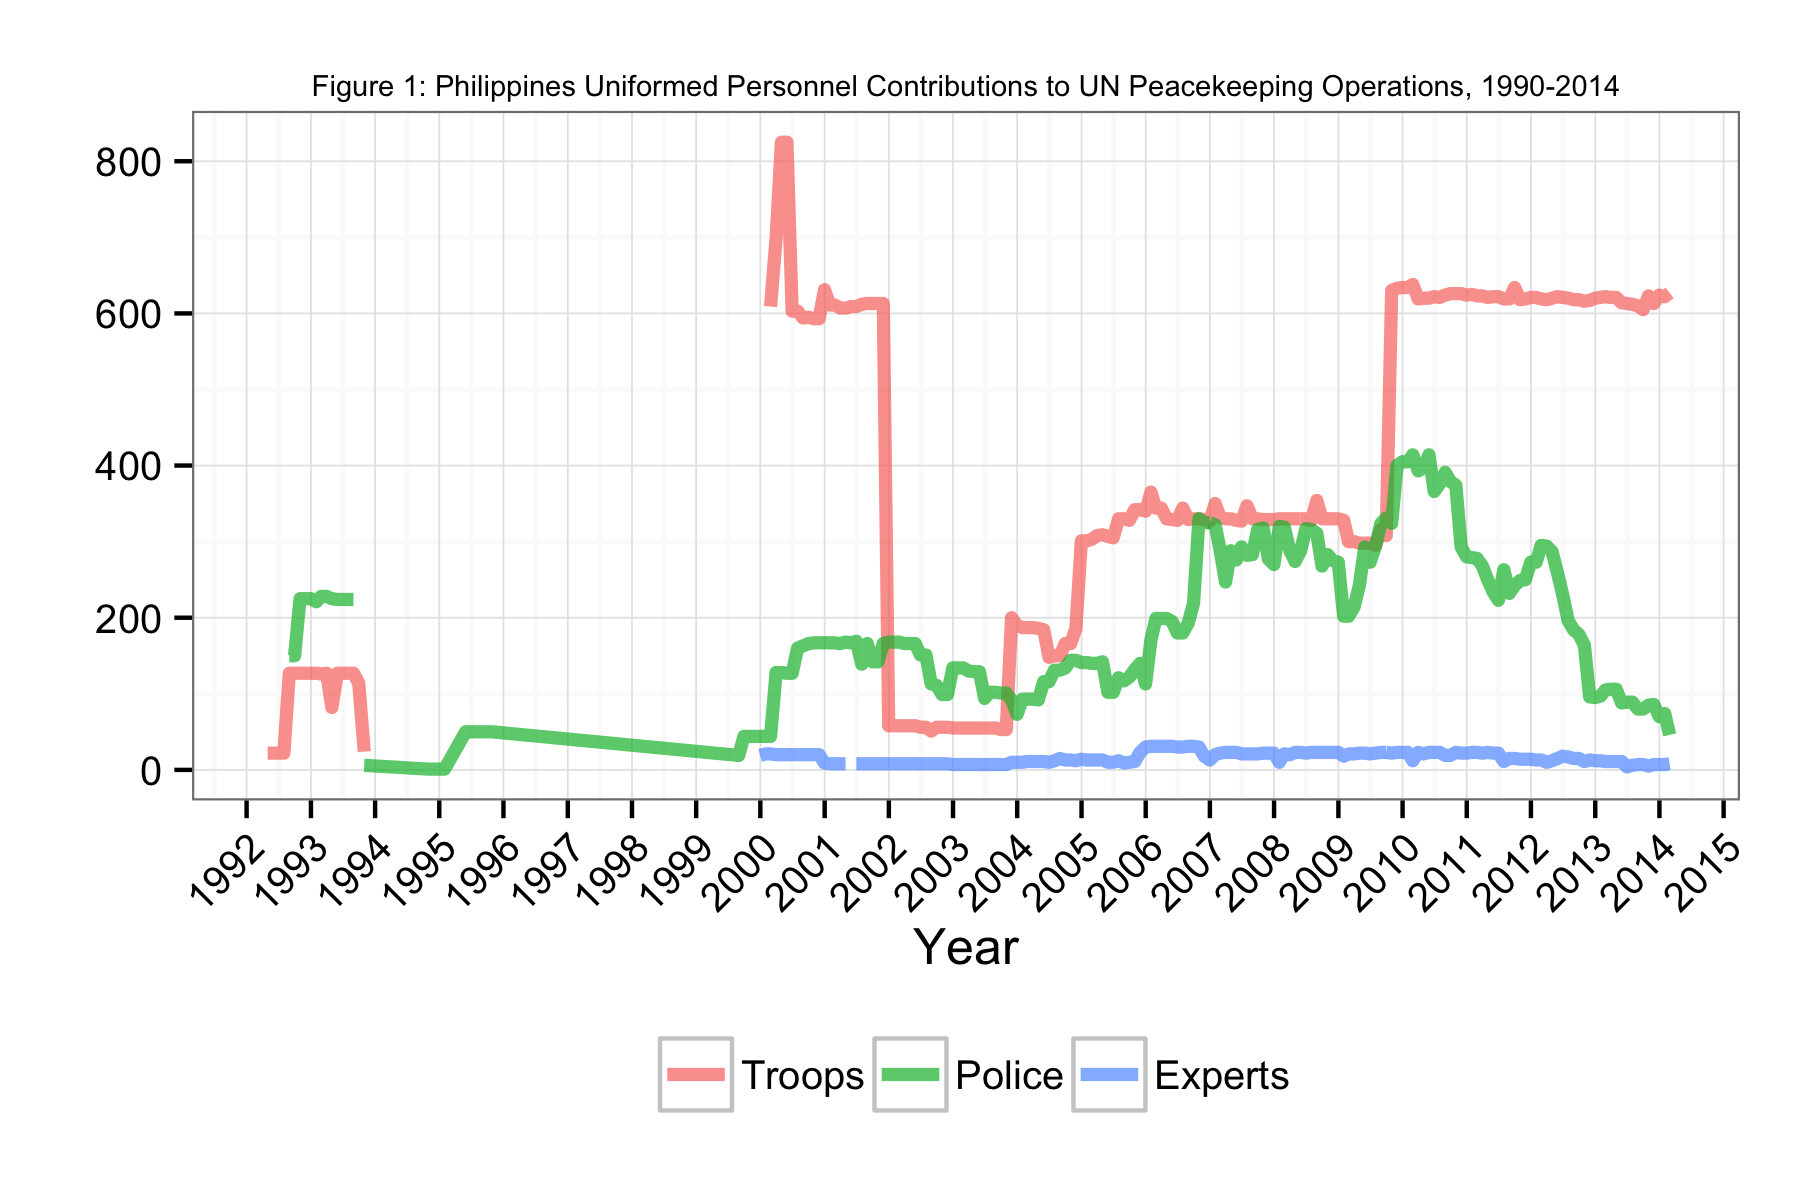 Figure 1: Philippines Uniformed Personnel Contributions to UN Peacekeeping Operations, 1990-2014
800
600
400
200
0
1992 1993 1994 1995 1996 1997 1998 1999 2000 2001 2002 2003 2004 2005 2006 2007 2008 2009 2010 2011 2012 2013 2014 2015
Year
Troops Police Experts